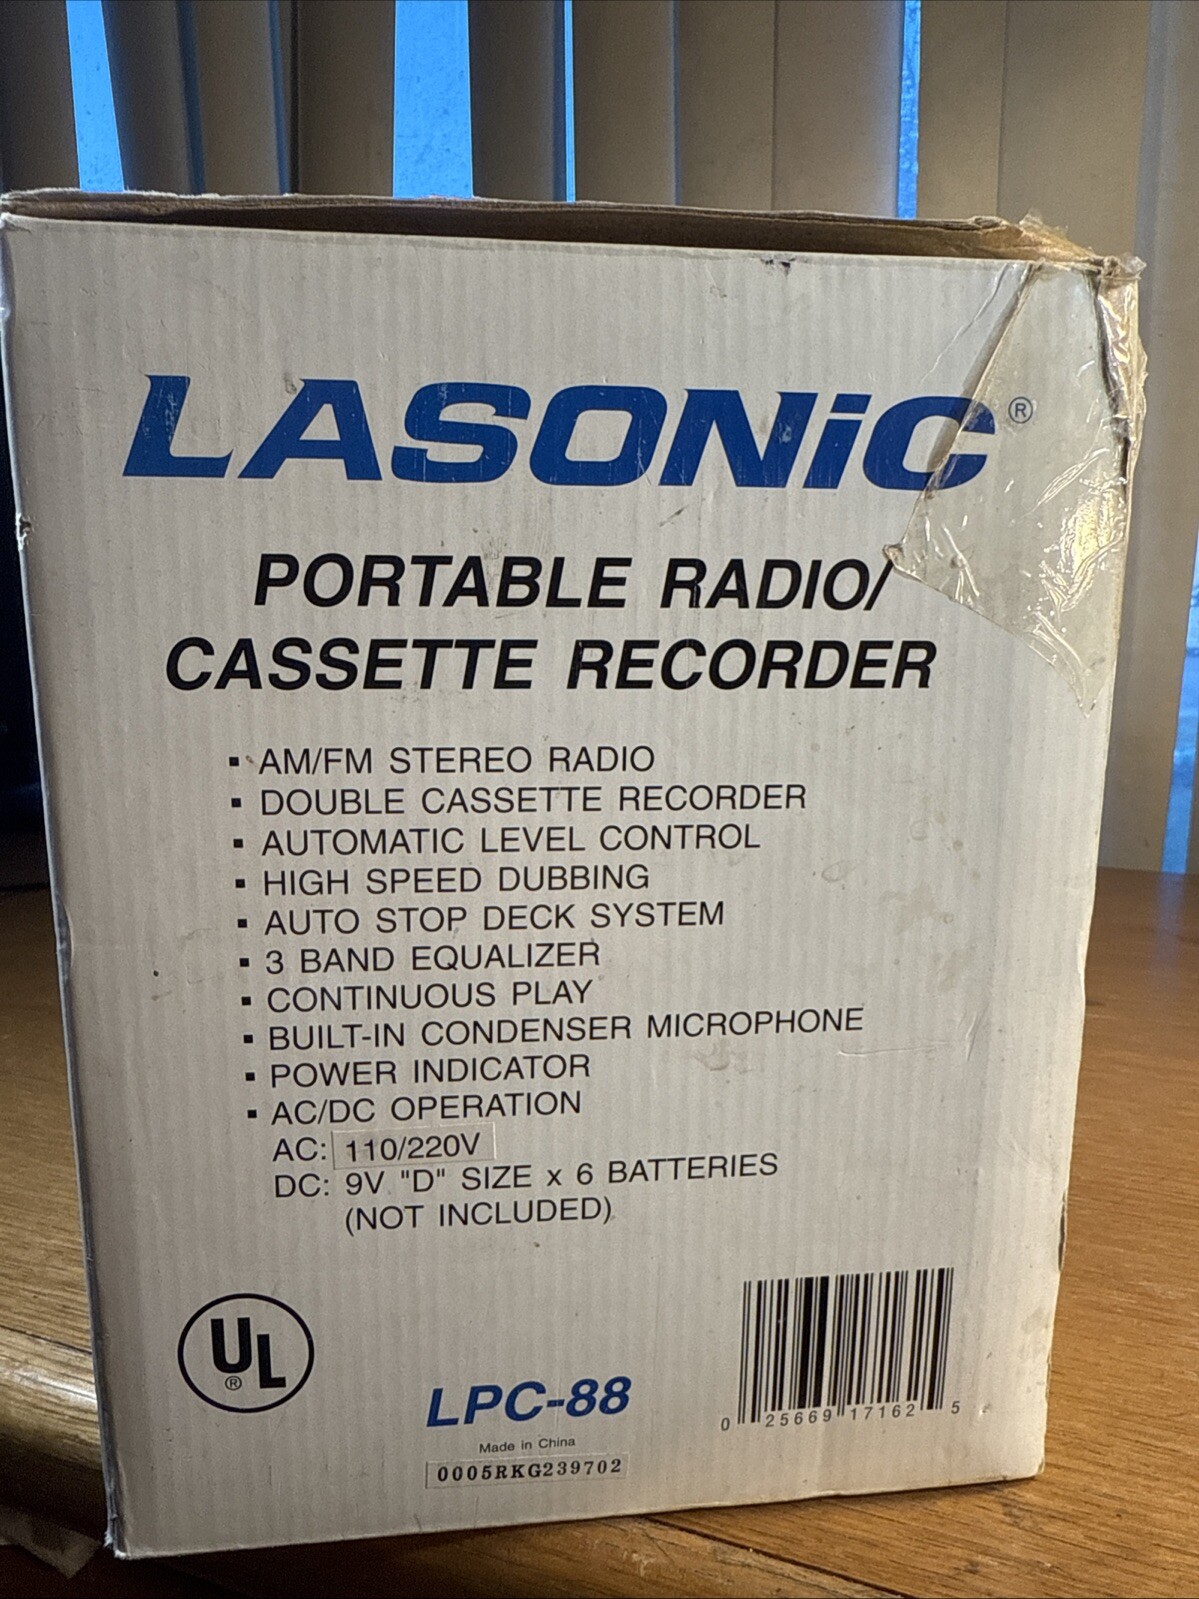 LASONiC®
PORTABLE RADIO/
CASSETTE RECORDER
▪ AM/FM STEREO RADIO
▪ DOUBLE CASSETTE RECORDER
▪ AUTOMATIC LEVEL CONTROL
▪ HIGH SPEED DUBBING
▪ AUTO STOP DECK SYSTEM
▪ 3 BAND EQUALIZER
▪ CONTINUOUS PLAY
▪ BUILT-IN CONDENSER MICROPHONE
▪ POWER INDICATOR
▪ AC/DC OPERATION
AC: 110/220V
DC: 9V "D" SIZE x 6 BATTERIES
(NOT INCLUDED)
UL®
LPC-88
Made in China
0005RKG239702
0 25669 17162 5